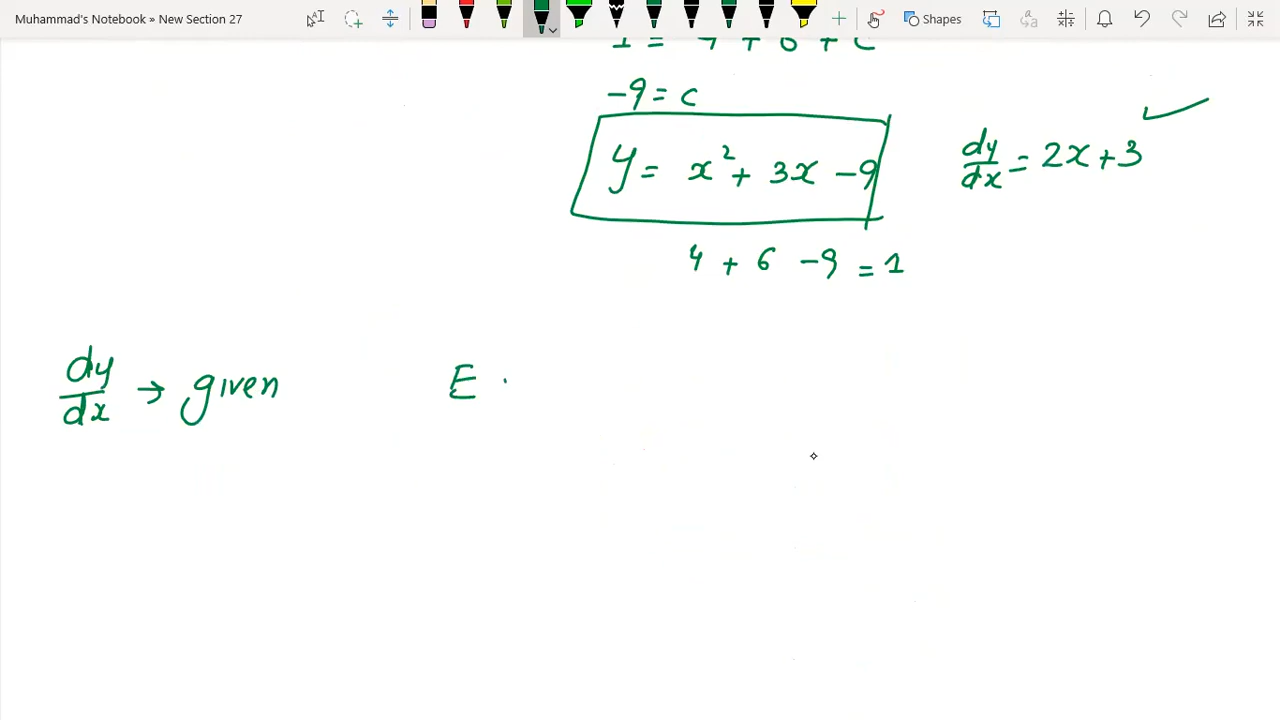 Muhammad's Notebook » New Section 27
Shapes
-9 = c
y = x² + 3x - 9
dy/dx = 2x + 3
4 + 6 - 9 = 1
dy/dx → given
E